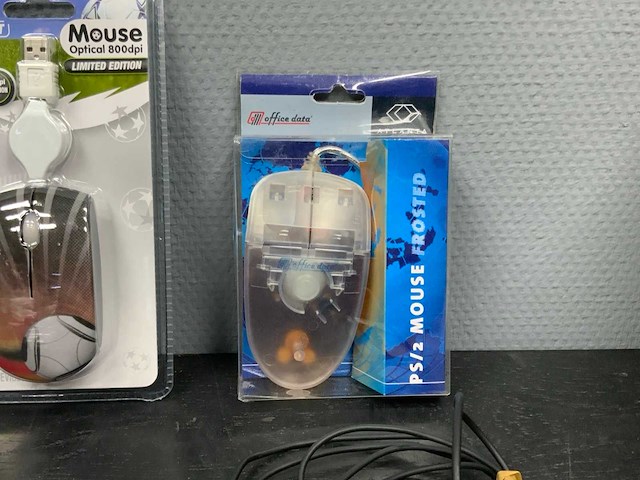 Mouse
Optical 800dpi
LIMITED EDITION
office data
PS/2 MOUSE FROSTED